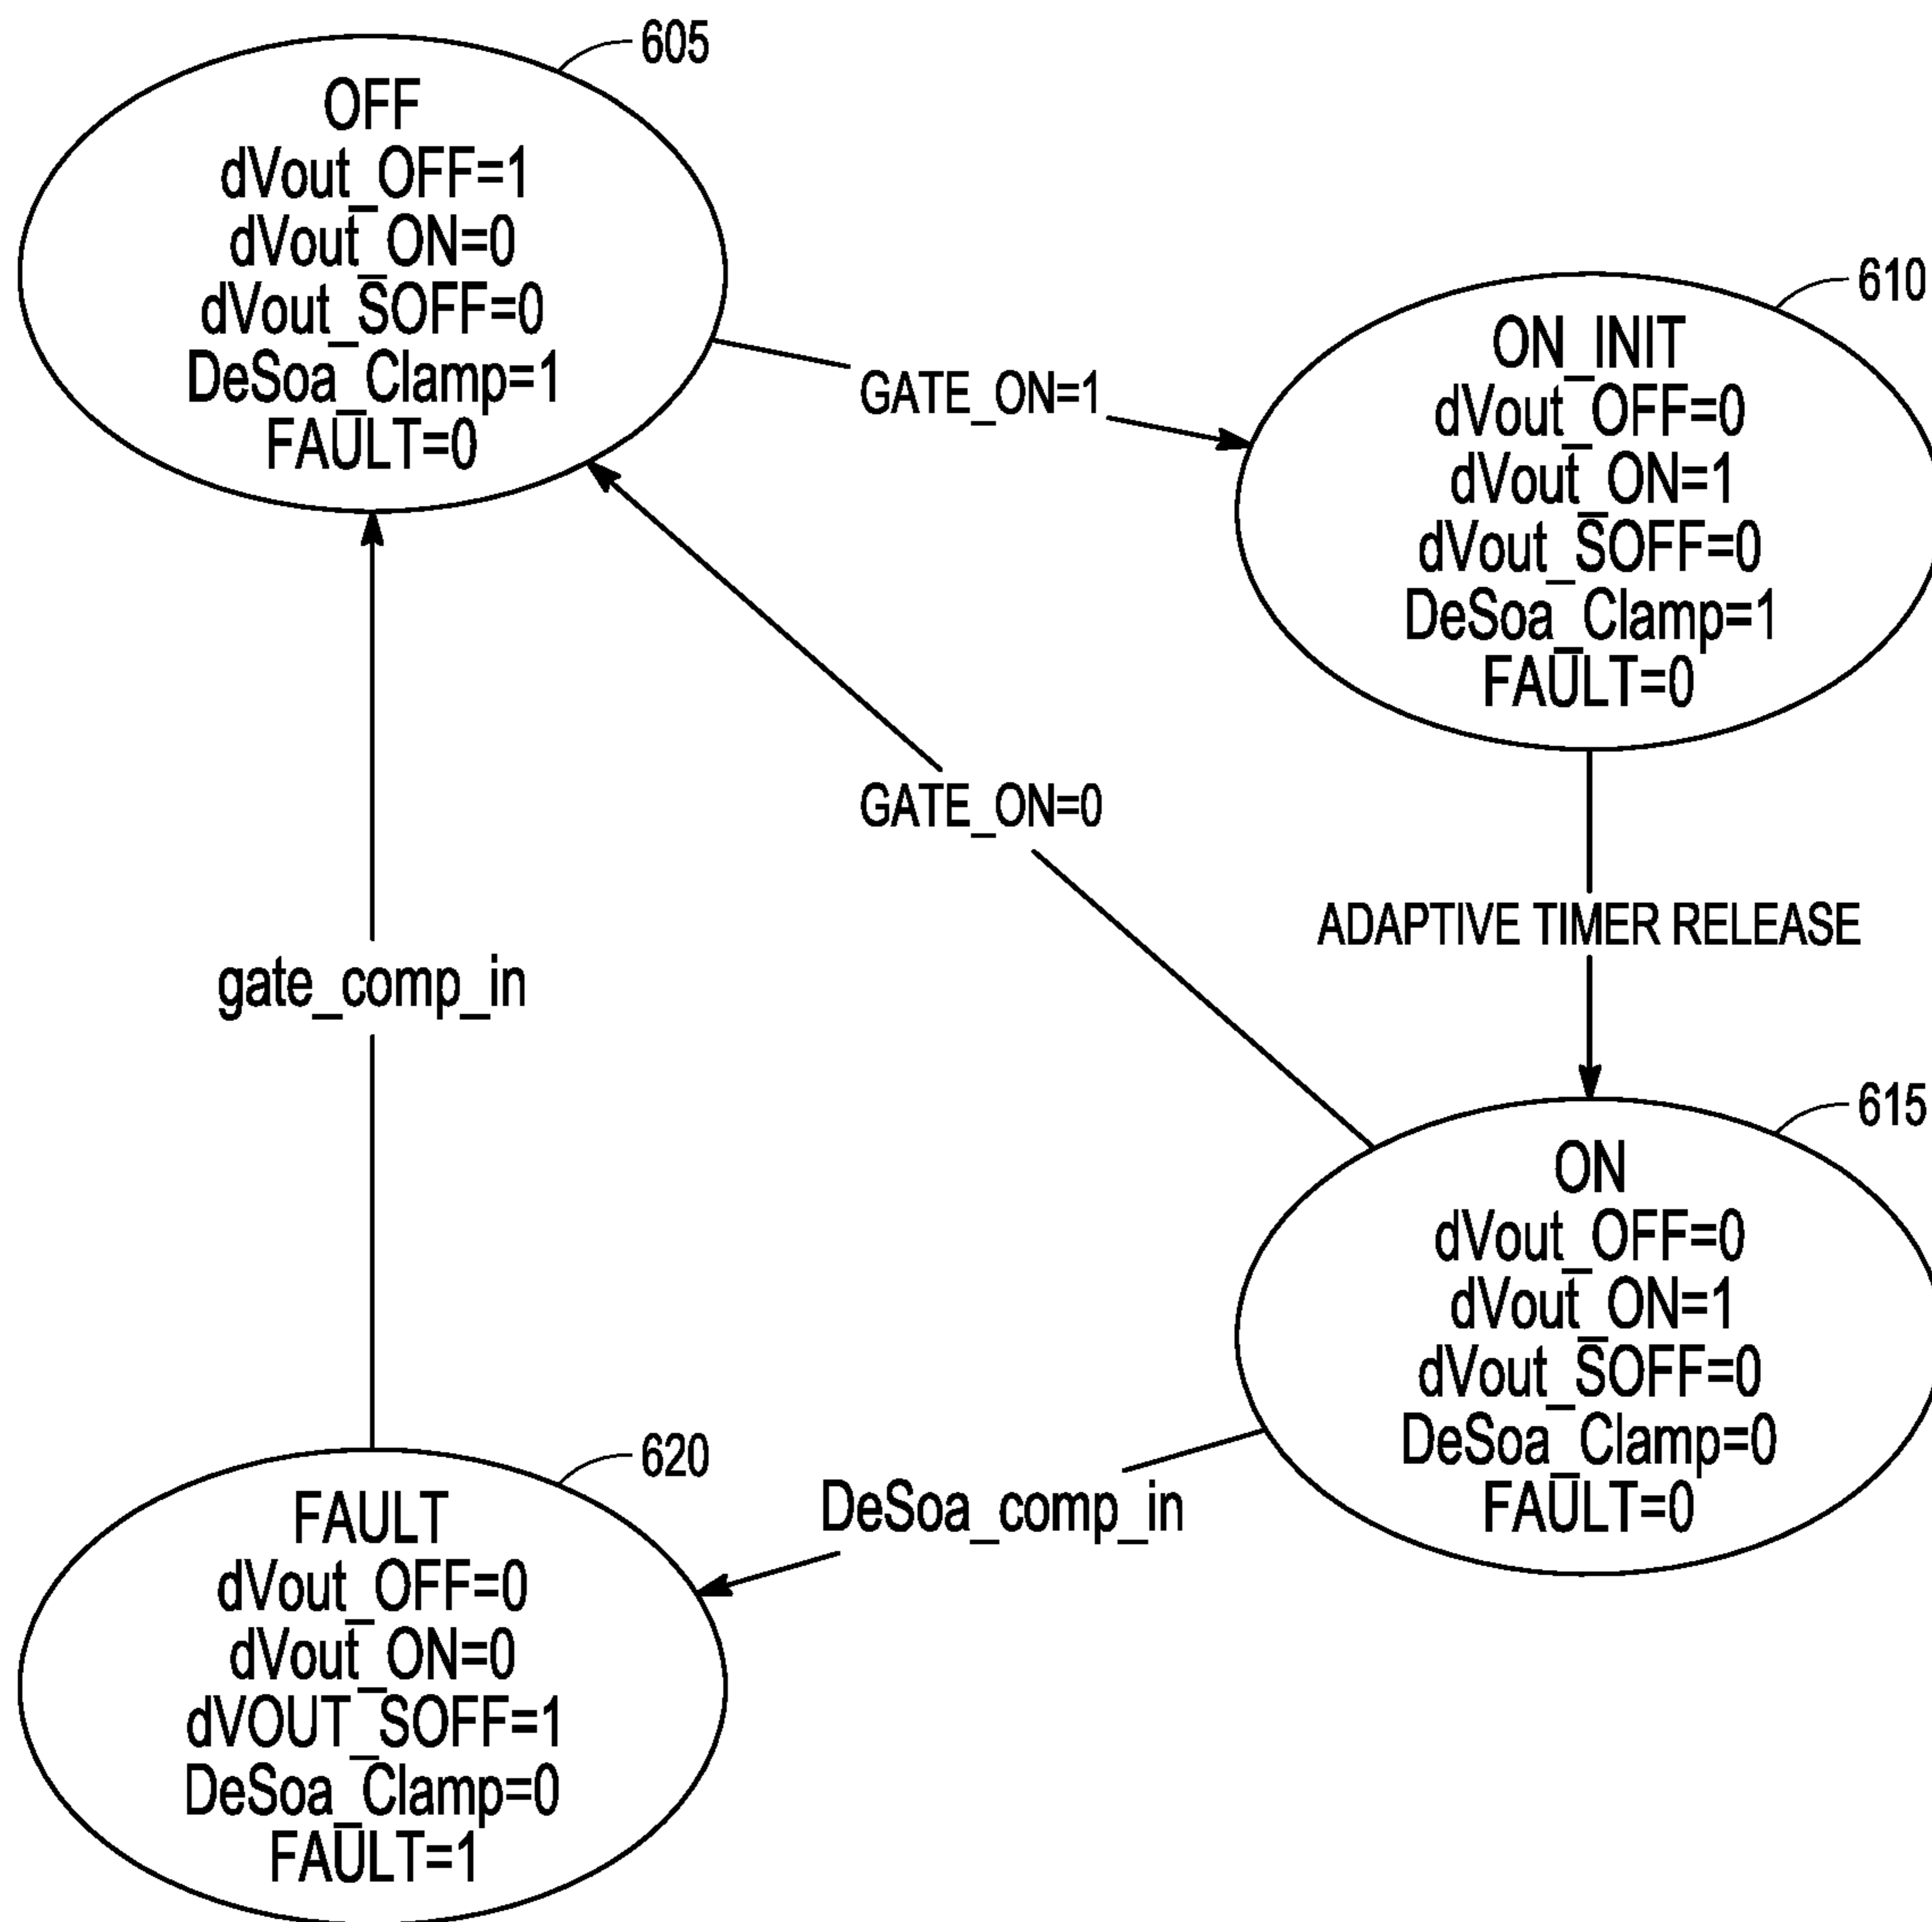 605
OFF
dVout_OFF=1
dVout_ON=0
dVout_SOFF=0
DeSoa_Clamp=1
FAULT=0
GATE_ON=1
610
ON_INIT
dVout_OFF=0
dVout_ON=1
dVout_SOFF=0
DeSoa_Clamp=1
FAULT=0
GATE_ON=0
ADAPTIVE TIMER RELEASE
gate_comp_in
615
ON
dVout_OFF=0
dVout_ON=1
dVout_SOFF=0
DeSoa_Clamp=0
FAULT=0
DeSoa_comp_in
620
FAULT
dVout_OFF=0
dVout_ON=0
dVOUT_SOFF=1
DeSoa_Clamp=0
FAULT=1